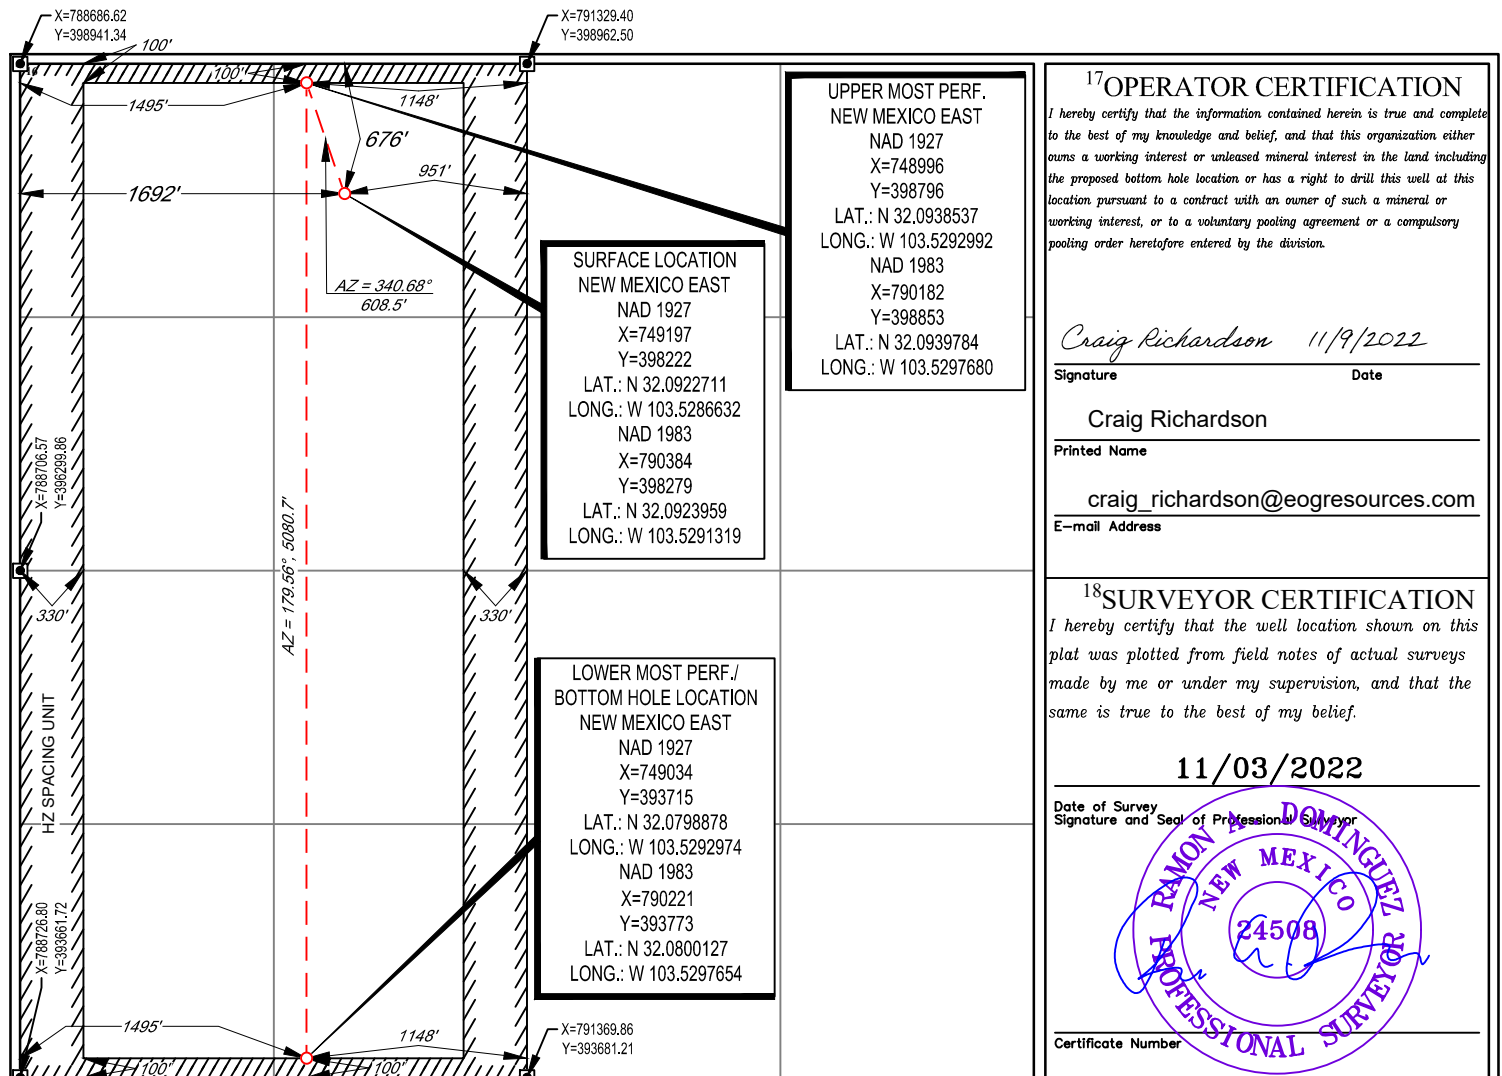 X=788686.62
Y=398941.34
X=791329.40
Y=398962.50
100'
100'
1495'
1148'
676'
951'
1692'
AZ = 340.68°
608.5'
UPPER MOST PERF.
NEW MEXICO EAST
NAD 1927
X=748996
Y=398796
LAT.: N 32.0938537
LONG.: W 103.5292992
NAD 1983
X=790182
Y=398853
LAT.: N 32.0939784
LONG.: W 103.5297680
SURFACE LOCATION
NEW MEXICO EAST
NAD 1927
X=749197
Y=398222
LAT.: N 32.0922711
LONG.: W 103.5286632
NAD 1983
X=790384
Y=398279
LAT.: N 32.0923959
LONG.: W 103.5291319
X=788706.57
Y=396299.86
AZ = 179.56°, 5080.7'
330'
330'
LOWER MOST PERF./
BOTTOM HOLE LOCATION
NEW MEXICO EAST
NAD 1927
X=749034
Y=393715
LAT.: N 32.0798878
LONG.: W 103.5292974
NAD 1983
X=790221
Y=393773
LAT.: N 32.0800127
LONG.: W 103.5297654
HZ SPACING UNIT
X=788726.80
Y=393661.72
1495'
1148'
X=791369.86
Y=393681.21
100'
100'
17OPERATOR CERTIFICATION
I hereby certify that the information contained herein is true and complete
to the best of my knowledge and belief, and that this organization either
owns a working interest or unleased mineral interest in the land including
the proposed bottom hole location or has a right to drill this well at this
location pursuant to a contract with an owner of such a mineral or
working interest, or to a voluntary pooling agreement or a compulsory
pooling order heretofore entered by the division.
Craig Richardson 11/9/2022
Signature Date
Craig Richardson
Printed Name
craig_richardson@eogresources.com
E-mail Address
18SURVEYOR CERTIFICATION
I hereby certify that the well location shown on this
plat was plotted from field notes of actual surveys
made by me or under my supervision, and that the
same is true to the best of my belief.
11/03/2022
Date of Survey
Signature and Seal of Professional Surveyor
RAMON A. DOMINGUEZ
NEW MEXICO
24508
PROFESSIONAL SURVEYOR
Certificate Number